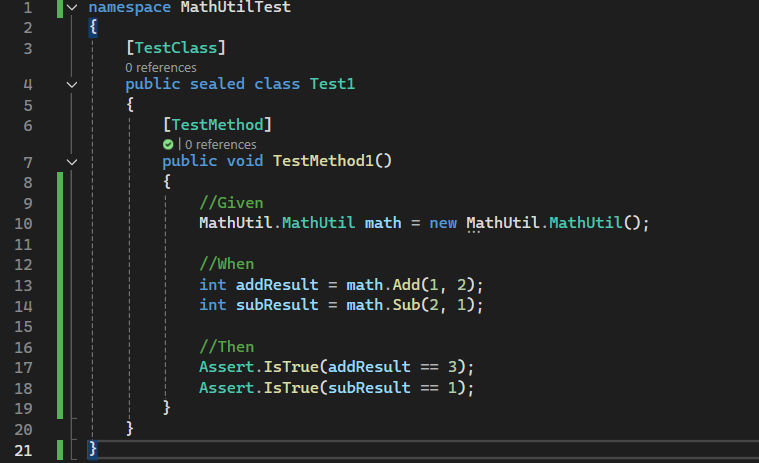 1 namespace MathUtilTest
2 {
3 [TestClass]
0 references
4 public sealed class Test1
5 {
6 [TestMethod]
| 0 references
7 public void TestMethod1()
8 {
9 //Given
10 MathUtil.MathUtil math = new MathUtil.MathUtil();
11
12 //When
13 int addResult = math.Add(1, 2);
14 int subResult = math.Sub(2, 1);
15
16 //Then
17 Assert.IsTrue(addResult == 3);
18 Assert.IsTrue(subResult == 1);
19 }
20 }
21 }